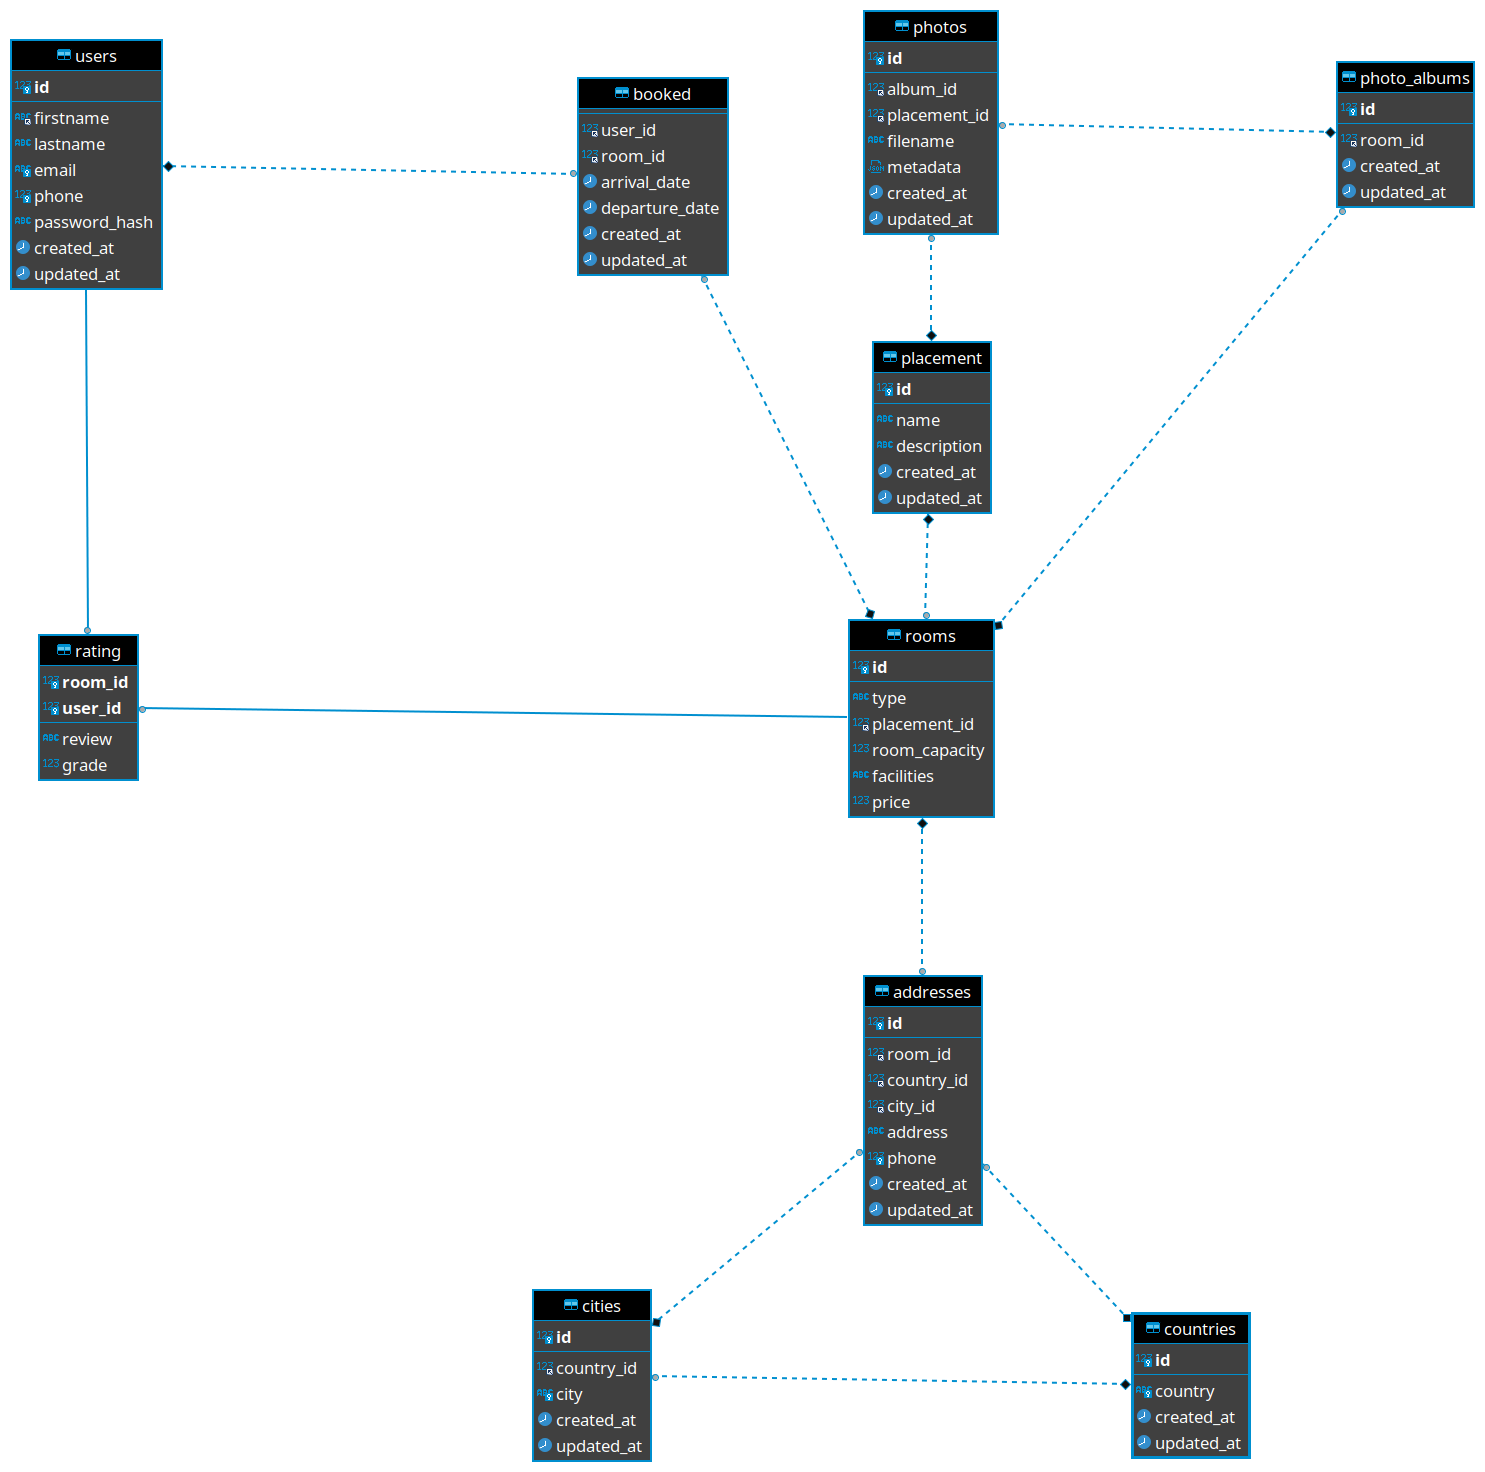 users
id
firstname
lastname
email
phone
password_hash
created_at
updated_at
booked
user_id
room_id
arrival_date
departure_date
created_at
updated_at
photos
id
album_id
placement_id
filename
metadata
created_at
updated_at
photo_albums
id
room_id
created_at
updated_at
placement
id
name
description
created_at
updated_at
rating
room_id
user_id
review
grade
rooms
id
type
placement_id
room_capacity
facilities
price
addresses
id
room_id
country_id
city_id
address
phone
created_at
updated_at
cities
id
country_id
city
created_at
updated_at
countries
id
country
created_at
updated_at